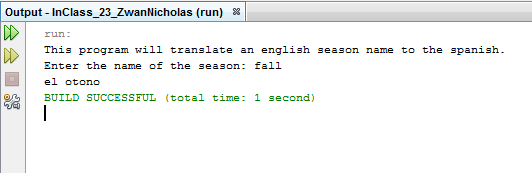 Output - InClass_23_ZwanNicholas (run)
run:
This program will translate an english season name to the spanish.
Enter the name of the season: fall
el otono
BUILD SUCCESSFUL (total time: 1 second)